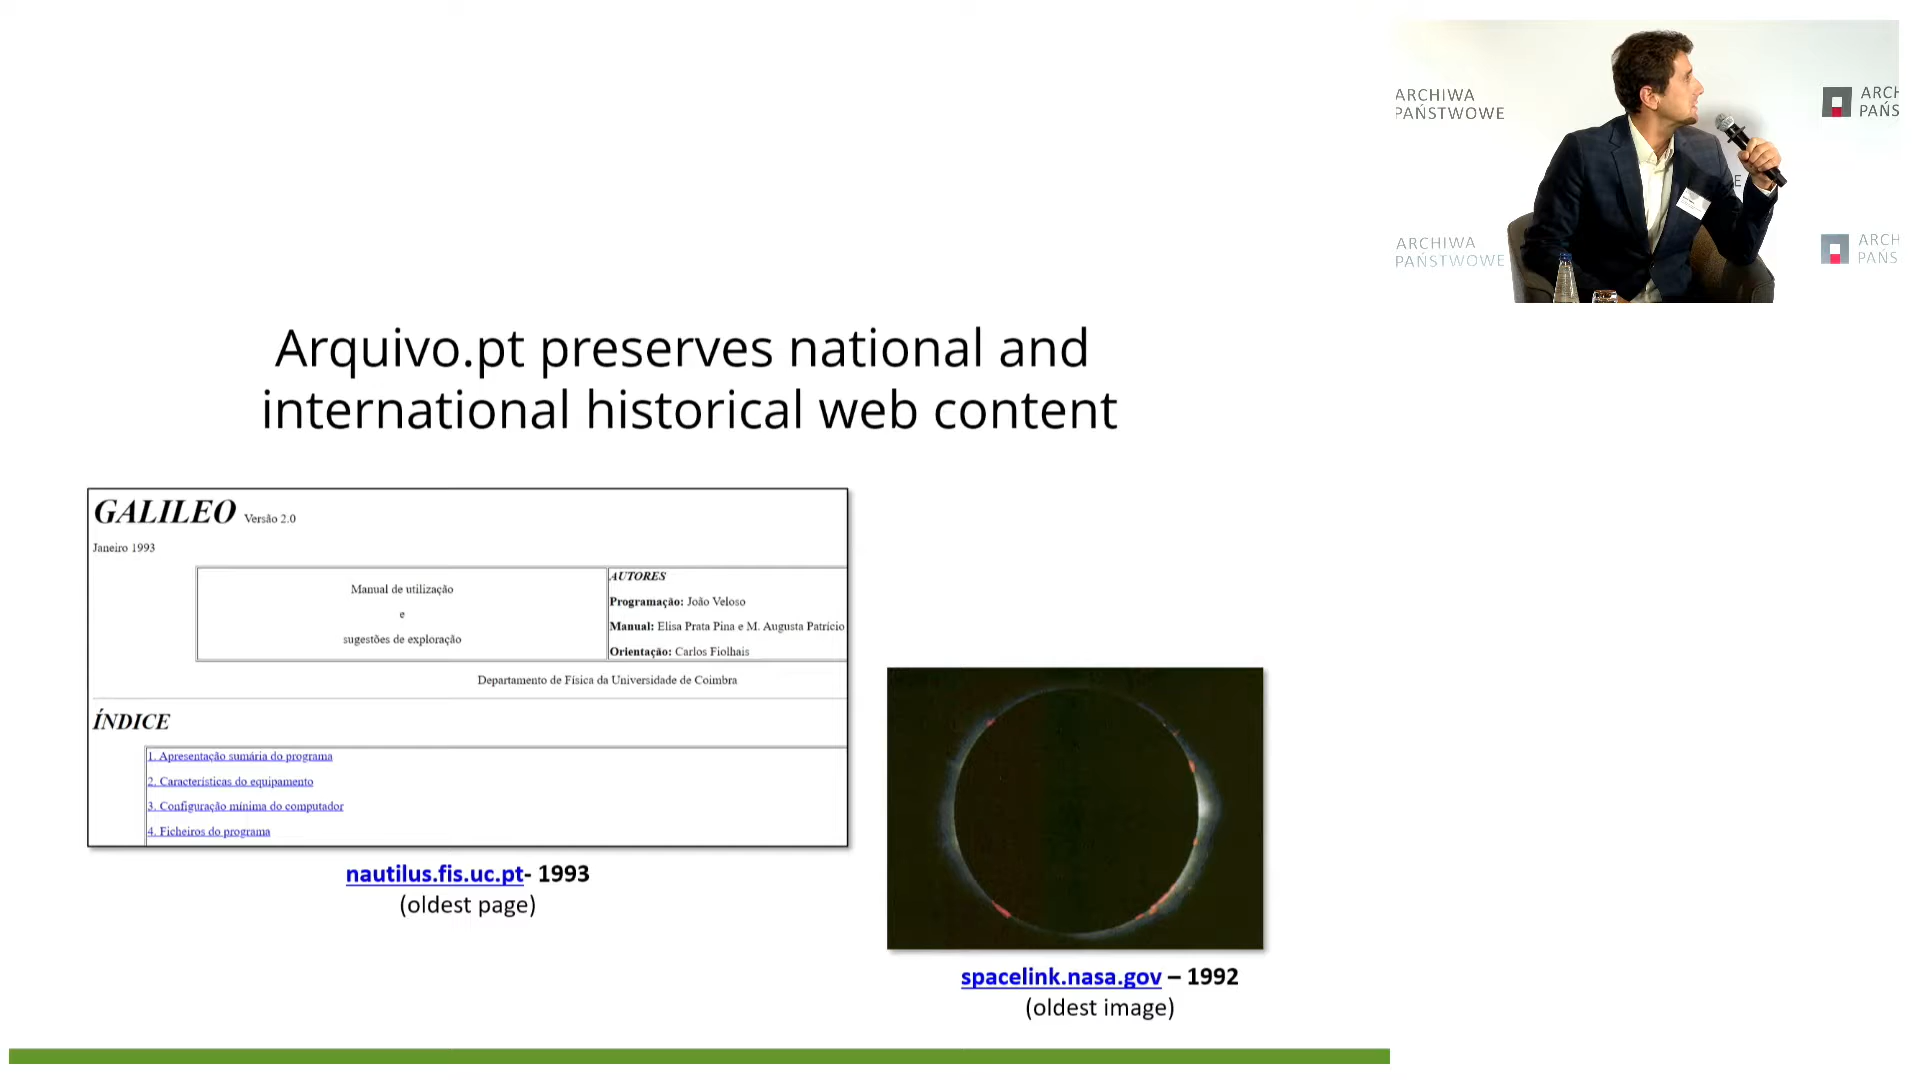 Arquivo.pt preserves national and
international historical web content
GALILEO Versão 2.0
Janeiro 1993
Manual de utilização
e
sugestões de exploração
AUTORES
Programação: João Veloso
Manual: Elisa Prata Pina e M. Augusta Patrício
Orientação: Carlos Fiolhais
Departamento de Física da Universidade de Coimbra
ÍNDICE
1. Apresentação sumária do programa
2. Características do equipamento
3. Configuração mínima do computador
4. Ficheiros do programa
nautilus.fis.uc.pt- 1993
(oldest page)
spacelink.nasa.gov – 1992
(oldest image)
ARCHIWA
PAŃSTWOWE
ARCH
PAŃS
E
ARCHIWA
PAŃSTWOWE
ARCH
PAŃS